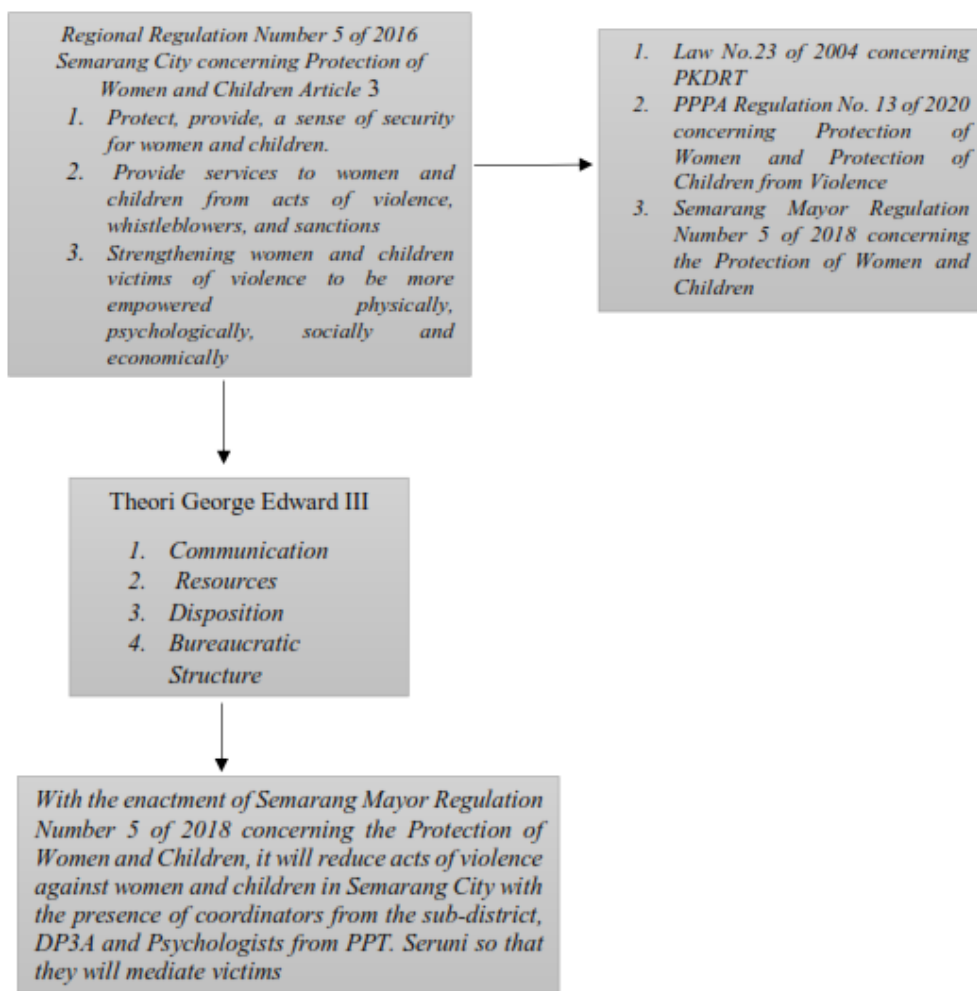 Regional Regulation Number 5 of 2016
Semarang City concerning Protection of
Women and Children Article 3
1. Protect, provide, a sense of security
for women and children.
2. Provide services to women and
children from acts of violence,
whistleblowers, and sanctions
3. Strengthening women and children
victims of violence to be more
empowered physically,
psychologically, socially and
economically
1. Law No.23 of 2004 concerning
PKDRT
2. PPPA Regulation No. 13 of 2020
concerning Protection of
Women and Protection of
Children from Violence
3. Semarang Mayor Regulation
Number 5 of 2018 concerning
the Protection of Women and
Children
Theori George Edward III
1. Communication
2. Resources
3. Disposition
4. Bureaucratic
Structure
With the enactment of Semarang Mayor Regulation
Number 5 of 2018 concerning the Protection of
Women and Children, it will reduce acts of violence
against women and children in Semarang City with
the presence of coordinators from the sub-district,
DP3A and Psychologists from PPT. Seruni so that
they will mediate victims